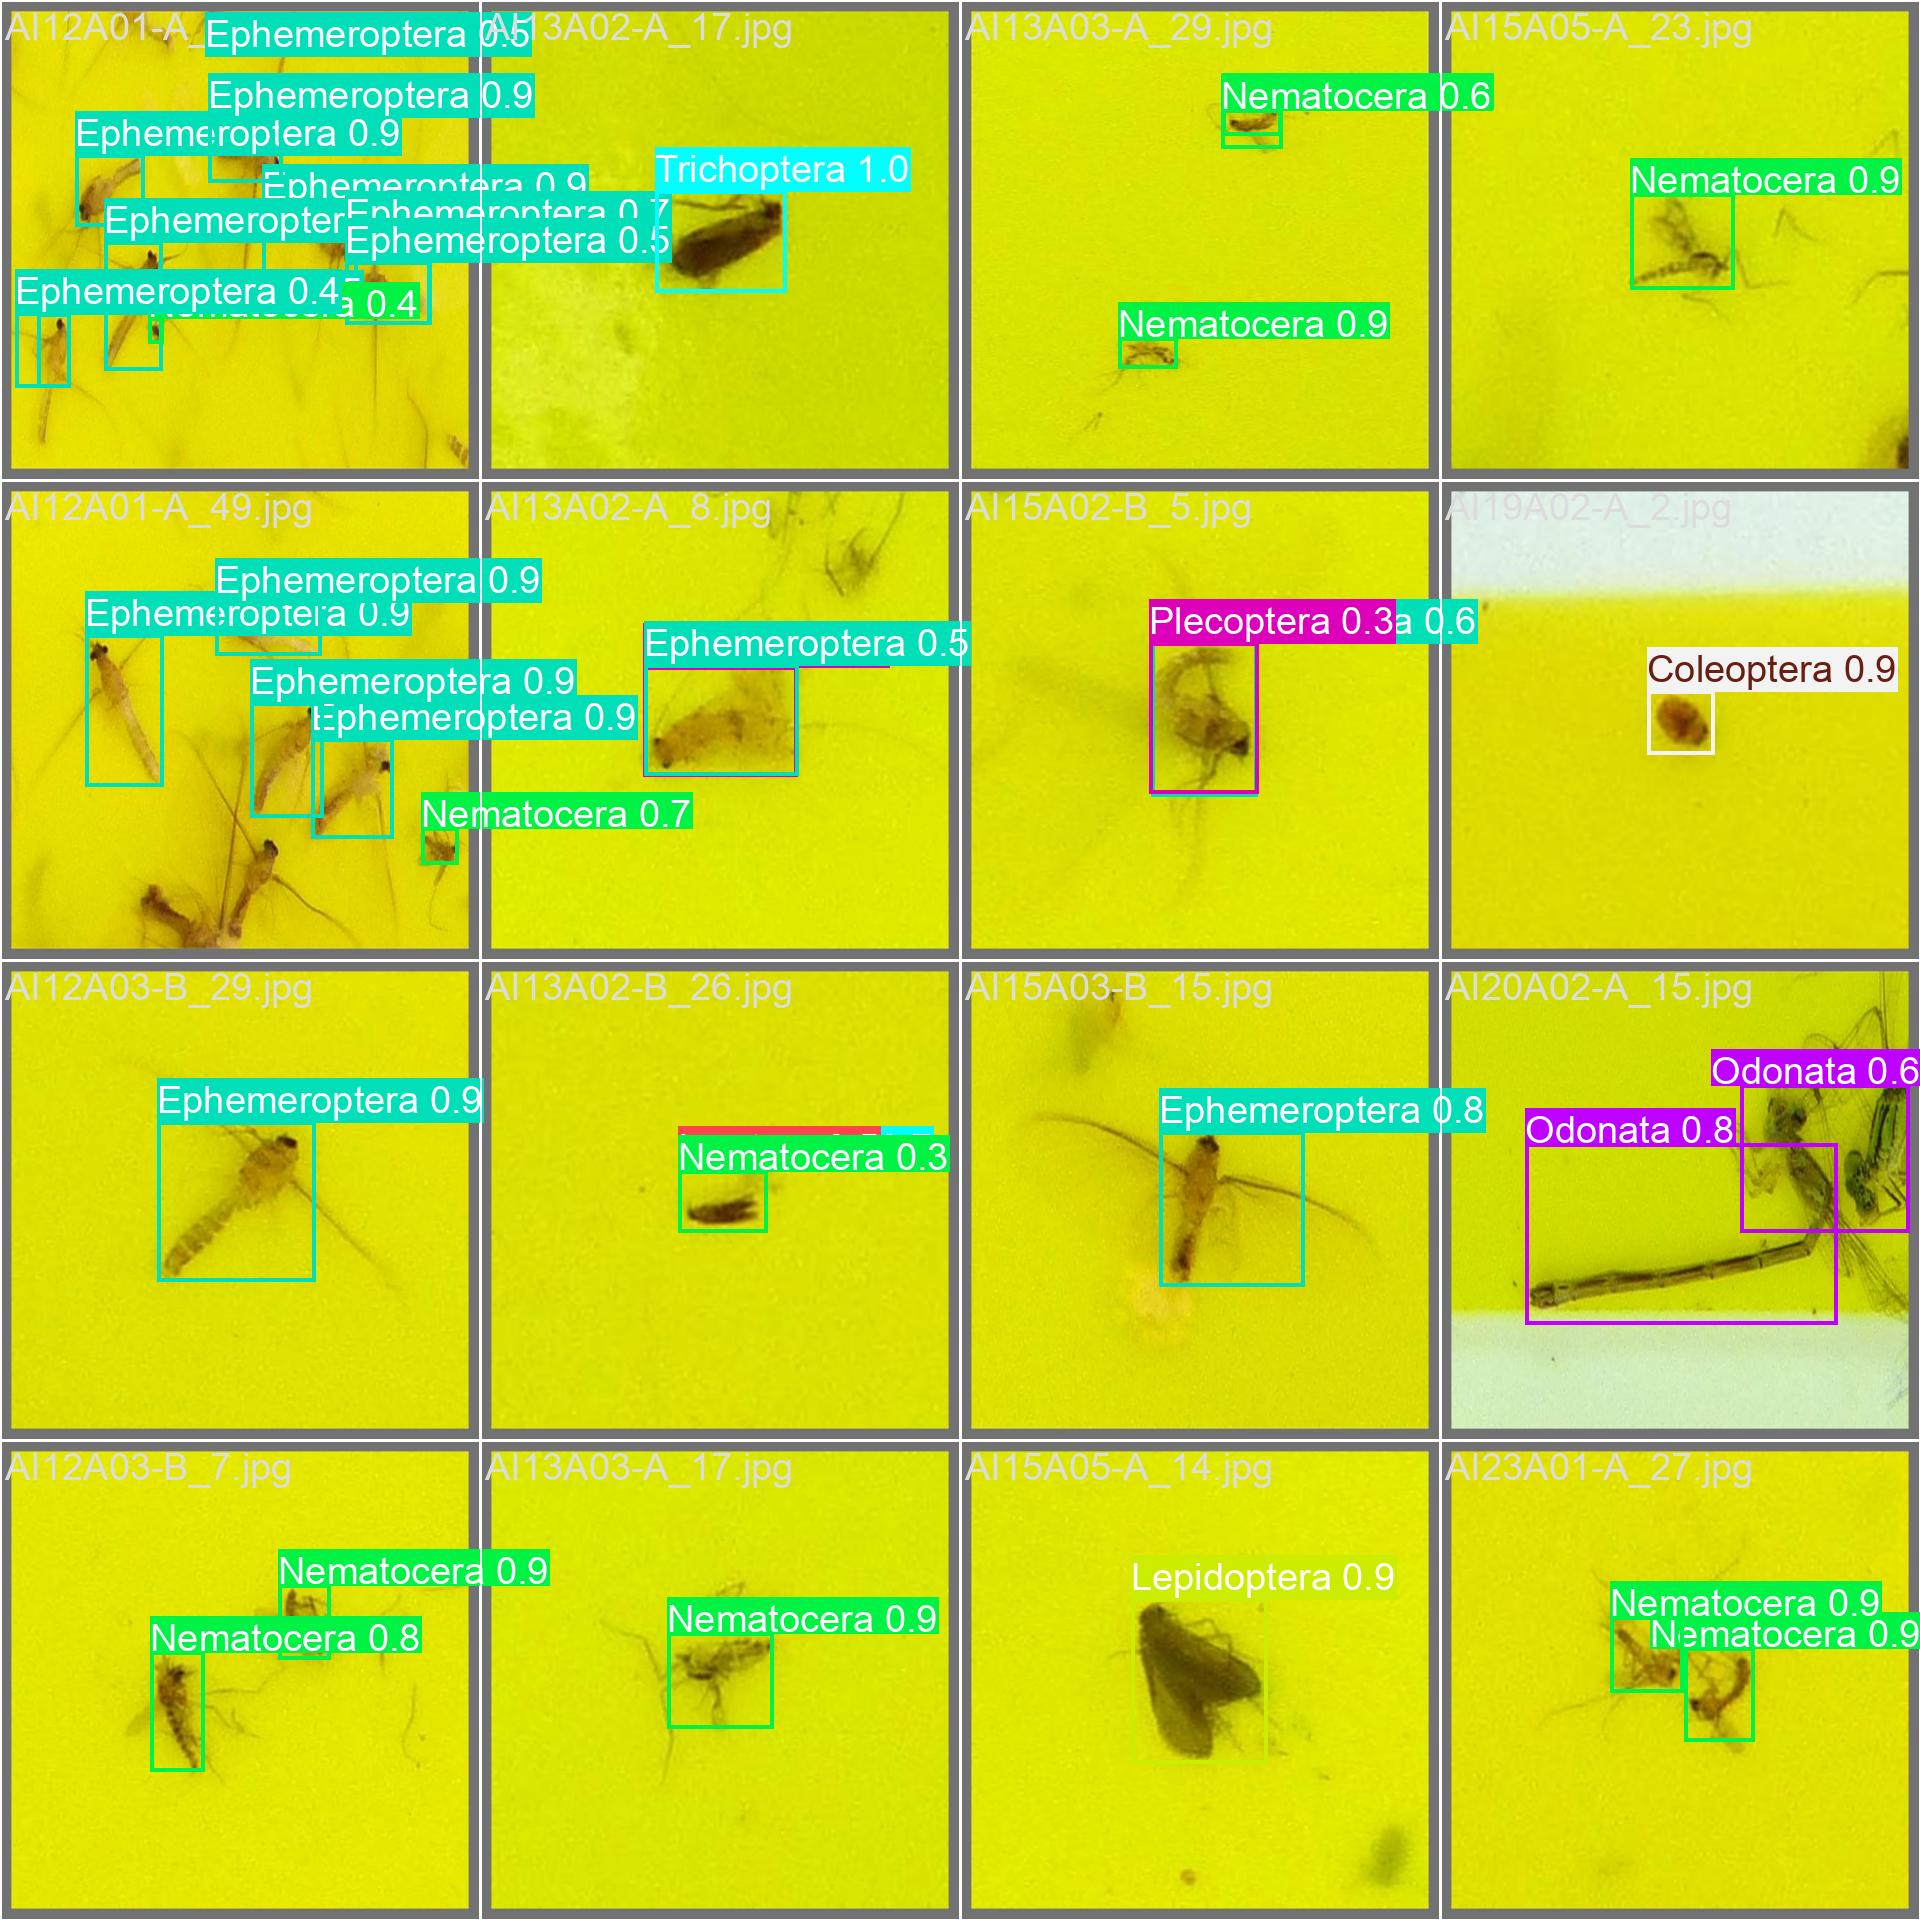 AI12A01-A_
Ephemeroptera 0.5
Ephemeroptera 0.9
Ephemeroptera 0.9
Ephemeroptera 0.9
Ephemeroptera 0.7
Ephemeropter
Ephemeroptera 0.5
Ephemeroptera 0.4
a 0.4
13A02-A_17.jpg
Trichoptera 1.0
AI13A03-A_29.jpg
Nematocera 0.6
Nematocera 0.9
AI15A05-A_23.jpg
Nematocera 0.9
AI12A01-A_49.jpg
Ephemeroptera 0.9
Ephemeroptera 0.9
Ephemeroptera 0.9
Ephemeroptera 0.9
Nematocera 0.7
AI13A02-A_8.jpg
Ephemeroptera 0.5
AI15A02-B_5.jpg
Plecoptera 0.3
a 0.6
AI19A02-A_2.jpg
Coleoptera 0.9
AI12A03-B_29.jpg
Ephemeroptera 0.9
AI13A02-B_26.jpg
Nematocera 0.3
AI15A03-B_15.jpg
Ephemeroptera 0.8
AI20A02-A_15.jpg
Odonata 0.6
Odonata 0.8
AI12A03-B_7.jpg
Nematocera 0.9
Nematocera 0.8
AI13A03-A_17.jpg
Nematocera 0.9
AI15A05-A_14.jpg
Lepidoptera 0.9
AI23A01-A_27.jpg
Nematocera 0.9
Nematocera 0.9